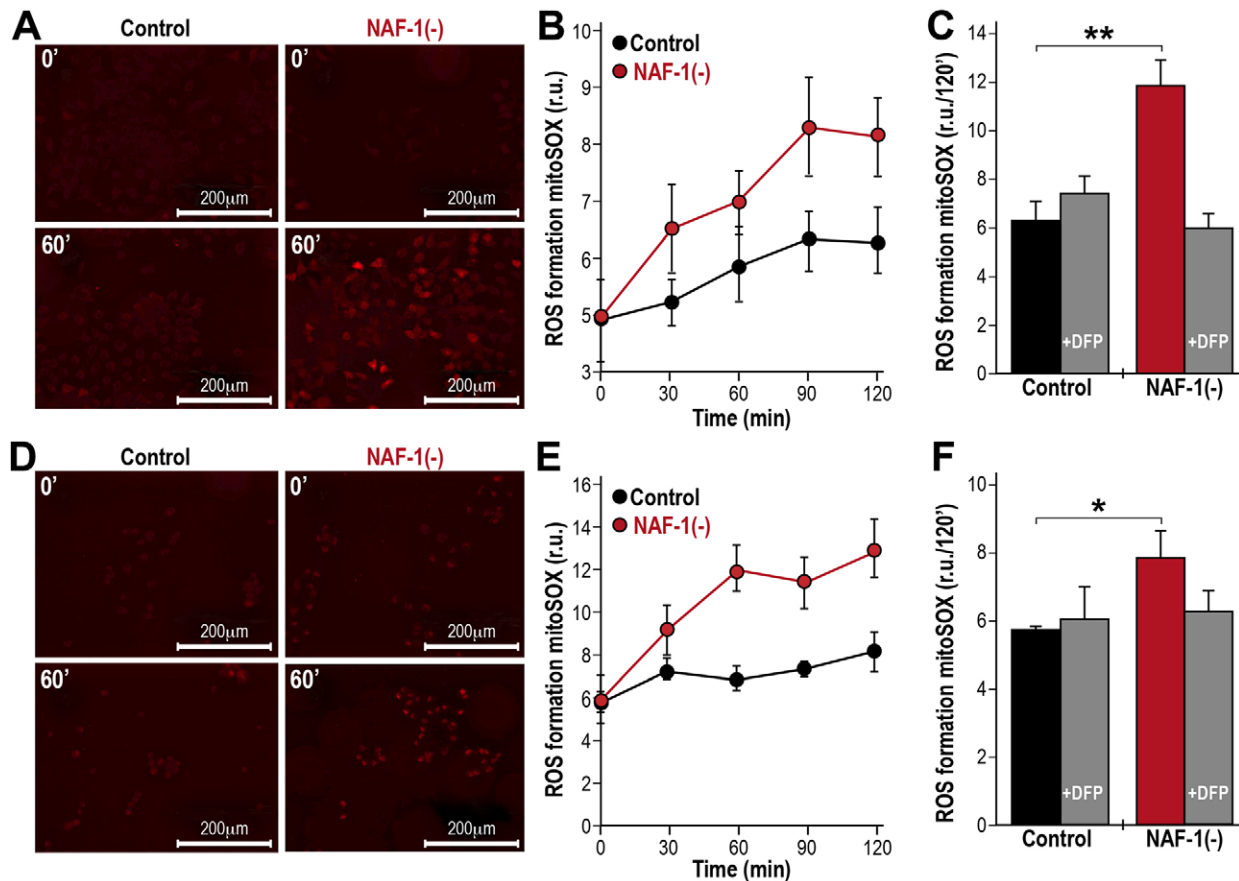 A
Control
NAF-1(-)
0'
200µm
0'
200µm
60'
200µm
60'
200µm
B
ROS formation mitoSOX (r.u.)
10
9
8
7
6
5
4
3
Control
NAF-1(-)
0
30
60
90
120
Time (min)
C
ROS formation mitoSOX (r.u./120')
14
12
10
8
6
4
2
0
**
+DFP
+DFP
Control
NAF-1(-)
D
Control
NAF-1(-)
0'
200µm
0'
200µm
60'
200µm
60'
200µm
E
ROS formation mitoSOX (r.u.)
16
14
12
10
8
6
4
2
0
Control
NAF-1(-)
0
30
60
90
120
Time (min)
F
ROS formation mitoSOX (r.u./120')
10
8
6
4
2
0
*
+DFP
+DFP
Control
NAF-1(-)